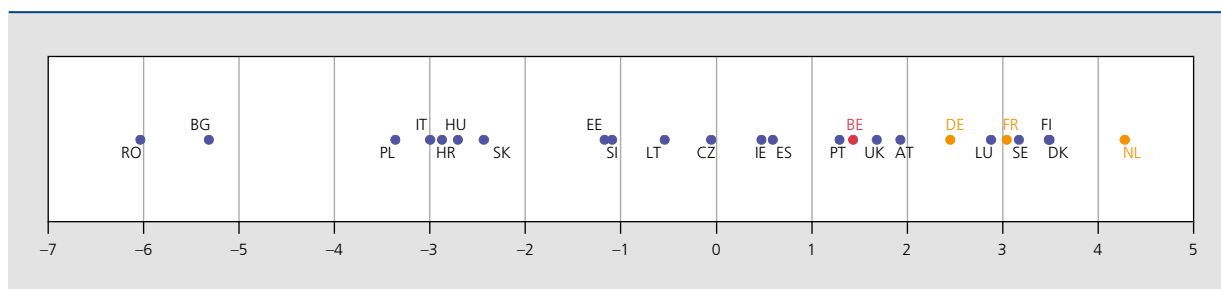 BG IT HU EE BE DE FR FI
RO PL HR SK SI LT CZ IE ES PT UK AT LU SE DK NL
–7 –6 –5 –4 –3 –2 –1 0 1 2 3 4 5